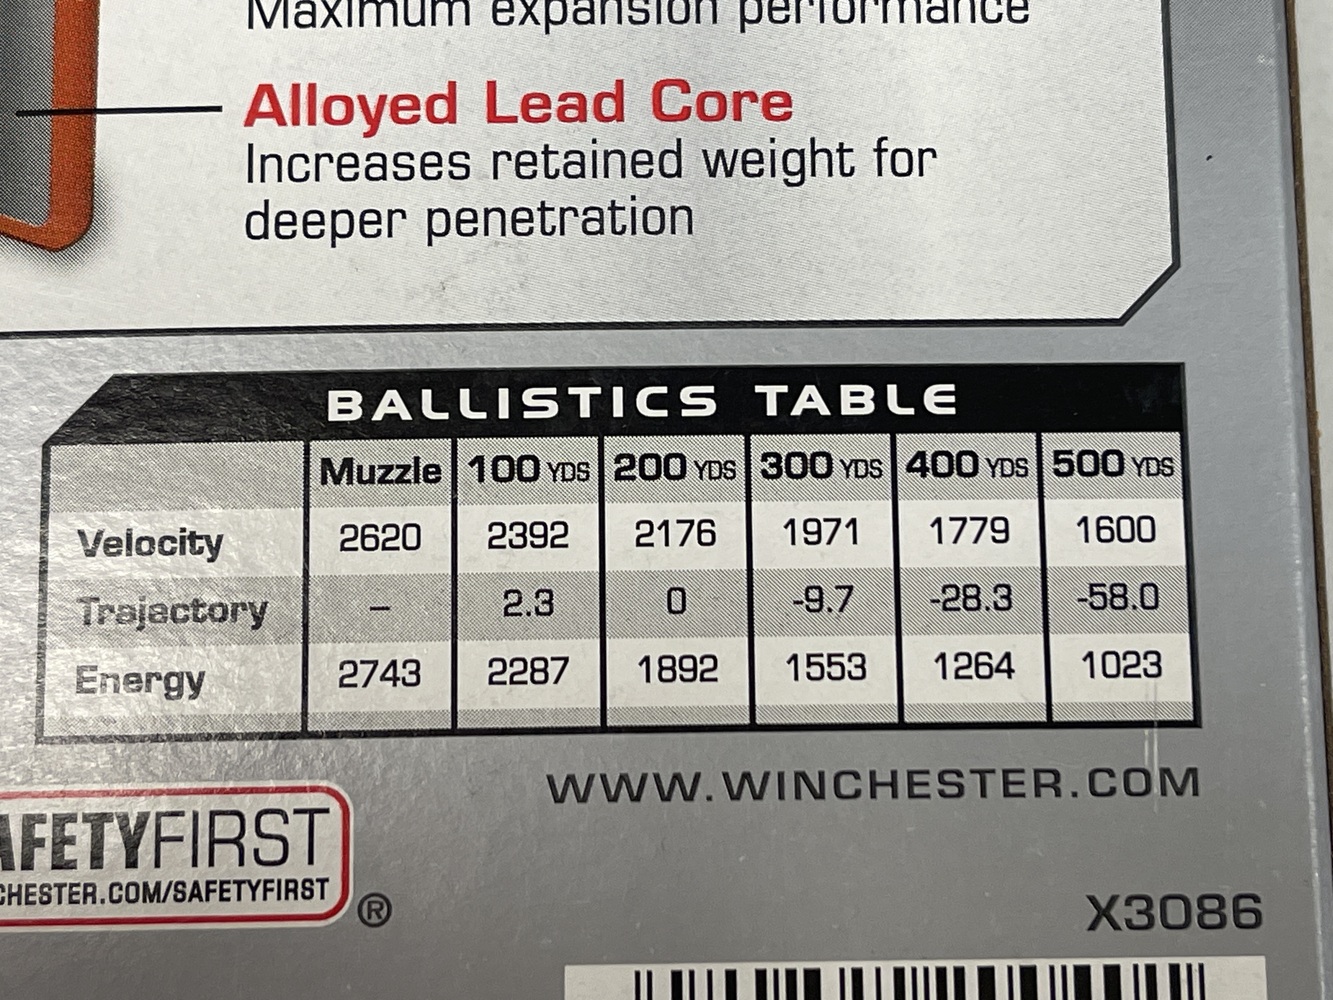 Maximum expansion performance
Alloyed Lead Core
Increases retained weight for
deeper penetration
BALLISTICS TABLE
Muzzle 100 YDS 200 YDS 300 YDS 400 YDS 500 YDS
Velocity 2620 2392 2176 1971 1779 1600
Trajectory – 2.3 0 -9.7 -28.3 -58.0
Energy 2743 2287 1892 1553 1264 1023
WWW.WINCHESTER.COM
AFETYFIRST
CHESTER.COM/SAFETYFIRST
®
X3086